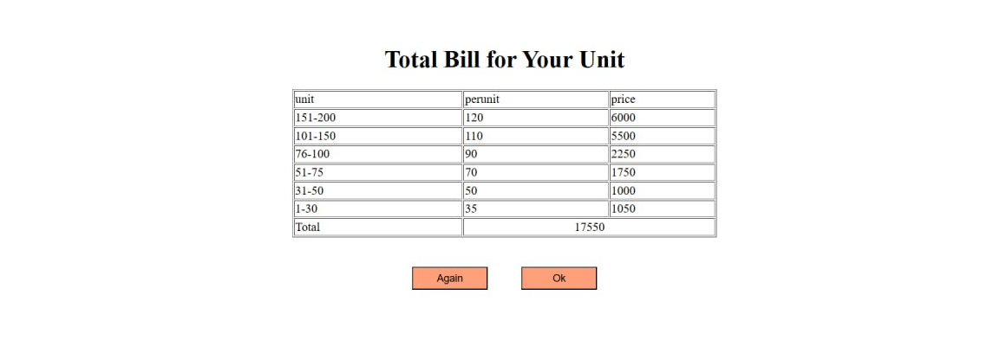 Total Bill for Your Unit
unit perunit price
151-200 120 6000
101-150 110 5500
76-100 90 2250
51-75 70 1750
31-50 50 1000
1-30 35 1050
Total 17550
Again Ok